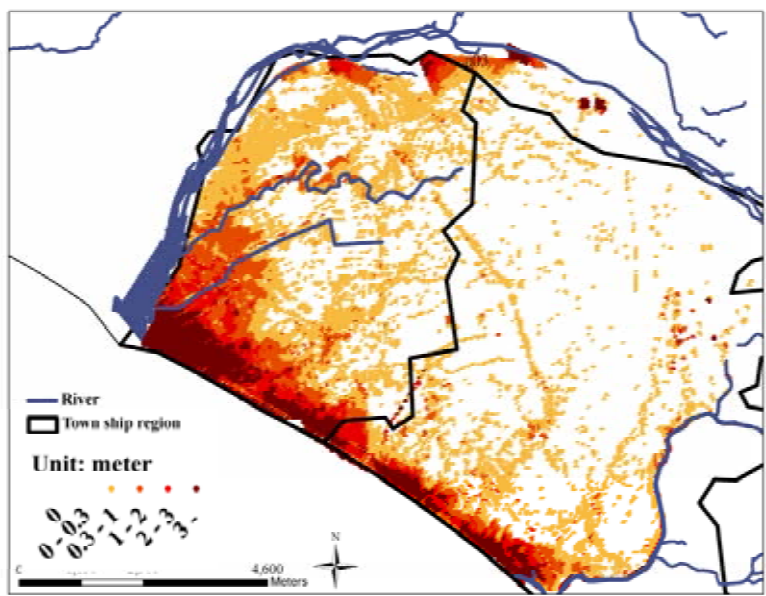 River
Town ship region
Unit: meter
0
0 - 0.3
0.3 - 1
1 - 2
2 - 3
3 -
N
4,600
Meters